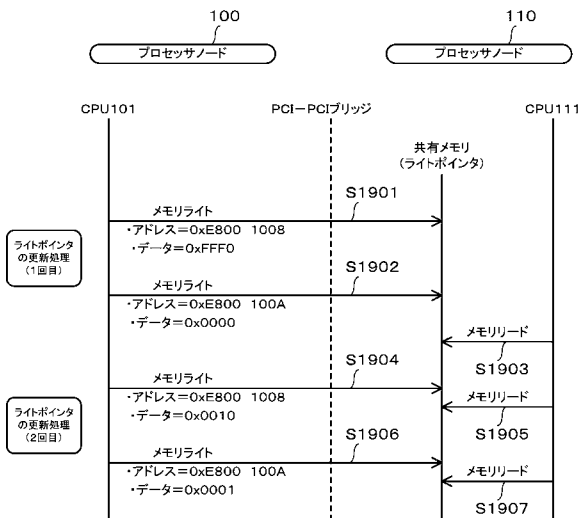 100
110
プロセッサノード
プロセッサノード
CPU101
PCI－PCIブリッジ
CPU111
共有メモリ
(ライトポインタ)
S1901
メモリライト
・アドレス＝0xE800 1008
・データ＝0xFFF0
ライトポインタ
の更新処理
(1回目)
S1902
メモリライト
・アドレス＝0xE800 100A
・データ＝0x0000
メモリリード
S1903
S1904
メモリライト
・アドレス＝0xE800 1008
・データ＝0x0010
メモリリード
S1905
ライトポインタ
の更新処理
(2回目)
S1906
メモリライト
・アドレス＝0xE800 100A
・データ＝0x0001
メモリリード
S1907